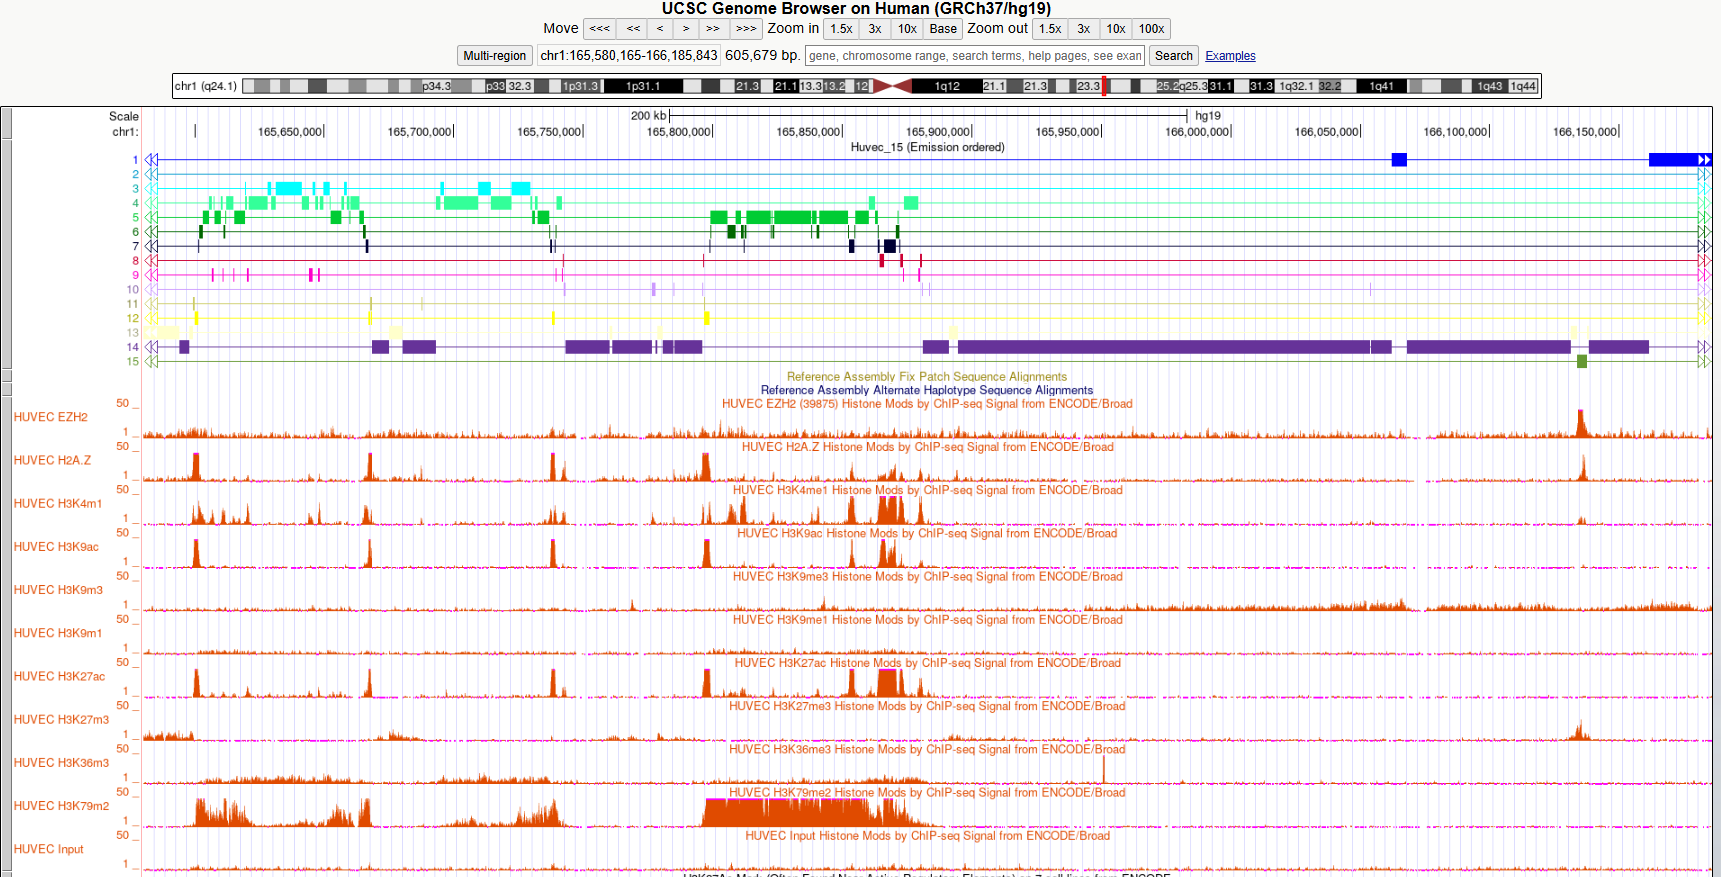 UCSC Genome Browser on Human (GRCh37/hg19)
Move <<< << < > >> >>> Zoom in 1.5x 3x 10x Base Zoom out 1.5x 3x 10x 100x
Multi-region chr1:165,580,165-166,185,843 605,679 bp. gene, chromosome range, search terms, help pages, see exan Search Examples
chr1 (q24.1) p34.3 p33 32.3 1p31.3 1p31.1 21.3 21.1 13.3 13.2 12 1q12 21.1 21.3 23.3 25.2 q25.3 31.1 31.3 1q32.1 32.2 1q41 1q43 1q44
Scale 200 kb hg19
chr1: 165,650,000 165,700,000 165,750,000 165,800,000 165,850,000 165,900,000 165,950,000 166,000,000 166,050,000 166,100,000 166,150,000
Huvec_15 (Emission ordered)
1
2
3
4
5
6
7
8
9
10
11
12
13
14
15
Reference Assembly Fix Patch Sequence Alignments
Reference Assembly Alternate Haplotype Sequence Alignments
HUVEC EZH2 (39875) Histone Mods by ChIP-seq Signal from ENCODE/Broad
50
HUVEC EZH2
1
HUVEC H2A.Z Histone Mods by ChIP-seq Signal from ENCODE/Broad
50
HUVEC H2A.Z
1
HUVEC H3K4me1 Histone Mods by ChIP-seq Signal from ENCODE/Broad
50
HUVEC H3K4m1
1
HUVEC H3K9ac Histone Mods by ChIP-seq Signal from ENCODE/Broad
50
HUVEC H3K9ac
1
HUVEC H3K9me3 Histone Mods by ChIP-seq Signal from ENCODE/Broad
50
HUVEC H3K9m3
1
HUVEC H3K9me1 Histone Mods by ChIP-seq Signal from ENCODE/Broad
50
HUVEC H3K9m1
1
HUVEC H3K27ac Histone Mods by ChIP-seq Signal from ENCODE/Broad
50
HUVEC H3K27ac
1
HUVEC H3K27me3 Histone Mods by ChIP-seq Signal from ENCODE/Broad
50
HUVEC H3K27m3
1
HUVEC H3K36me3 Histone Mods by ChIP-seq Signal from ENCODE/Broad
50
HUVEC H3K36m3
1
HUVEC H3K79me2 Histone Mods by ChIP-seq Signal from ENCODE/Broad
50
HUVEC H3K79m2
1
HUVEC Input Histone Mods by ChIP-seq Signal from ENCODE/Broad
50
HUVEC Input
1